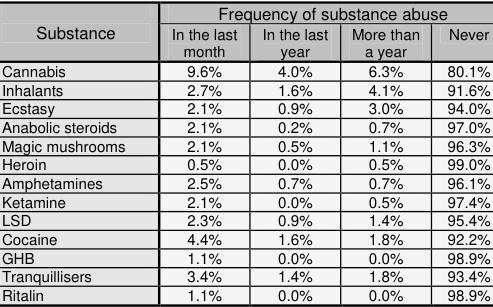 Substance Frequency of substance abuse
In the last month In the last year More than a year Never
Cannabis 9.6% 4.0% 6.3% 80.1%
Inhalants 2.7% 1.6% 4.1% 91.6%
Ecstasy 2.1% 0.9% 3.0% 94.0%
Anabolic steroids 2.1% 0.2% 0.7% 97.0%
Magic mushrooms 2.1% 0.5% 1.1% 96.3%
Heroin 0.5% 0.0% 0.5% 99.0%
Amphetamines 2.5% 0.7% 0.7% 96.1%
Ketamine 2.1% 0.0% 0.5% 97.4%
LSD 2.3% 0.9% 1.4% 95.4%
Cocaine 4.4% 1.6% 1.8% 92.2%
GHB 1.1% 0.0% 0.0% 98.9%
Tranquillisers 3.4% 1.4% 1.8% 93.4%
Ritalin 1.1% 0.0% 0.0% 98.9%